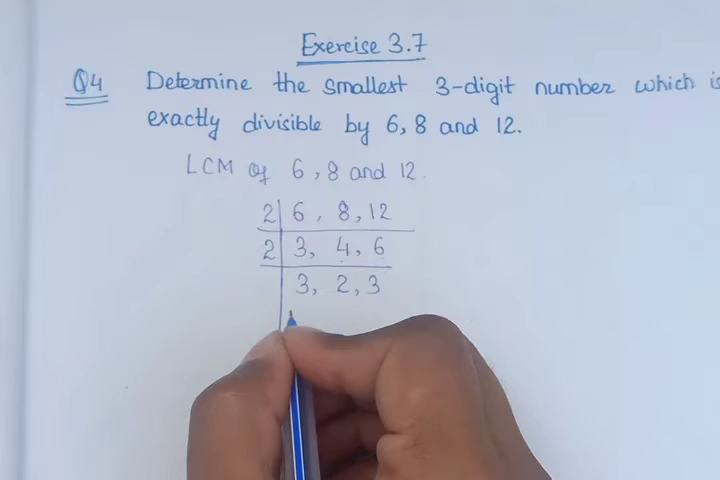 Exercise 3.7
Q4 Determine the smallest 3-digit number which is
exactly divisible by 6, 8 and 12.
LCM of 6, 8 and 12.
2 6, 8, 12
2 3, 4, 6
3, 2, 3